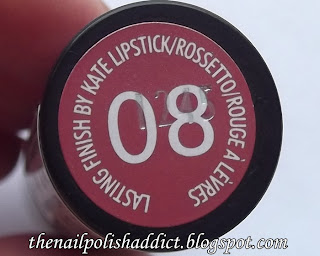 LASTING FINISH BY KATE LIPSTICK/ROSSETTO/ROUGE À LÈVRES
08
thenailpolishaddict.blogspot.com